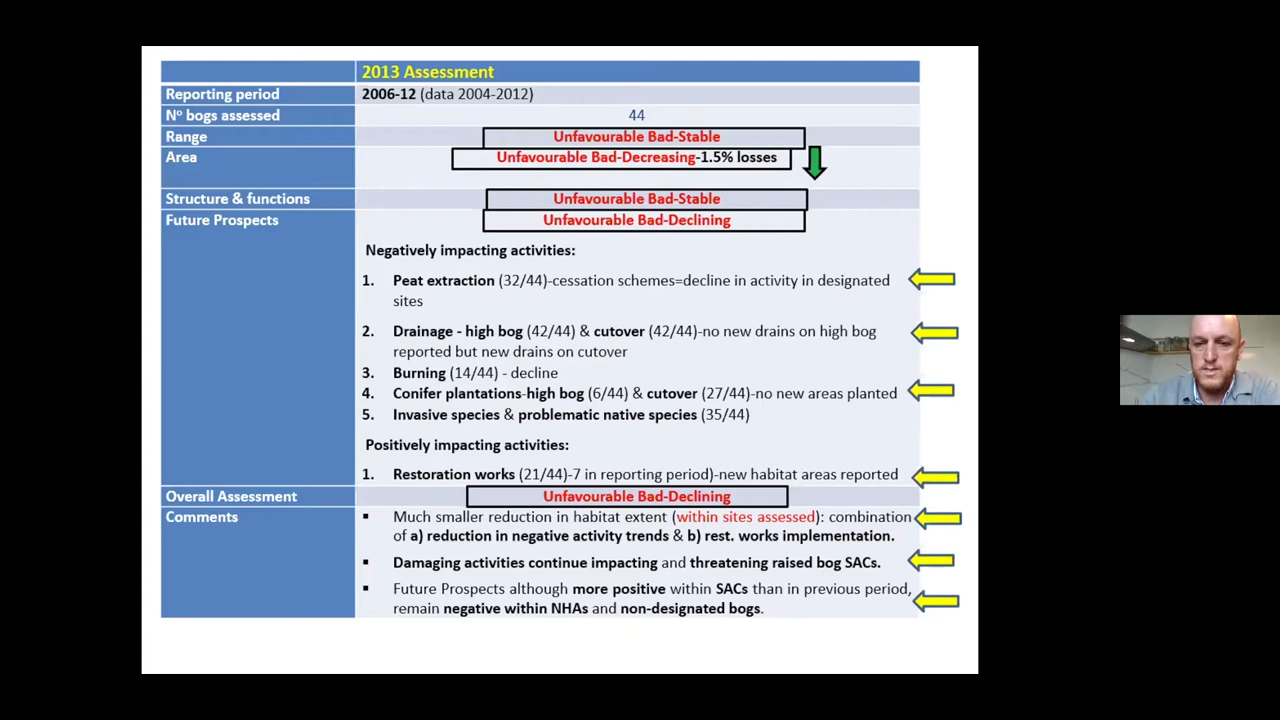 2013 Assessment
Reporting period 2006-12 (data 2004-2012)
Nº bogs assessed 44
Range Unfavourable Bad-Stable
Area Unfavourable Bad-Decreasing-1.5% losses
Structure & functions Unfavourable Bad-Stable
Future Prospects Unfavourable Bad-Declining
Negatively impacting activities:
1. Peat extraction (32/44)-cessation schemes=decline in activity in designated
sites
2. Drainage - high bog (42/44) & cutover (42/44)-no new drains on high bog
reported but new drains on cutover
3. Burning (14/44) - decline
4. Conifer plantations-high bog (6/44) & cutover (27/44)-no new areas planted
5. Invasive species & problematic native species (35/44)
Positively impacting activities:
1. Restoration works (21/44)-7 in reporting period)-new habitat areas reported
Overall Assessment Unfavourable Bad-Declining
Comments ▪ Much smaller reduction in habitat extent (within sites assessed): combination
of a) reduction in negative activity trends & b) rest. works implementation.
▪ Damaging activities continue impacting and threatening raised bog SACs.
▪ Future Prospects although more positive within SACs than in previous period,
remain negative within NHAs and non-designated bogs.